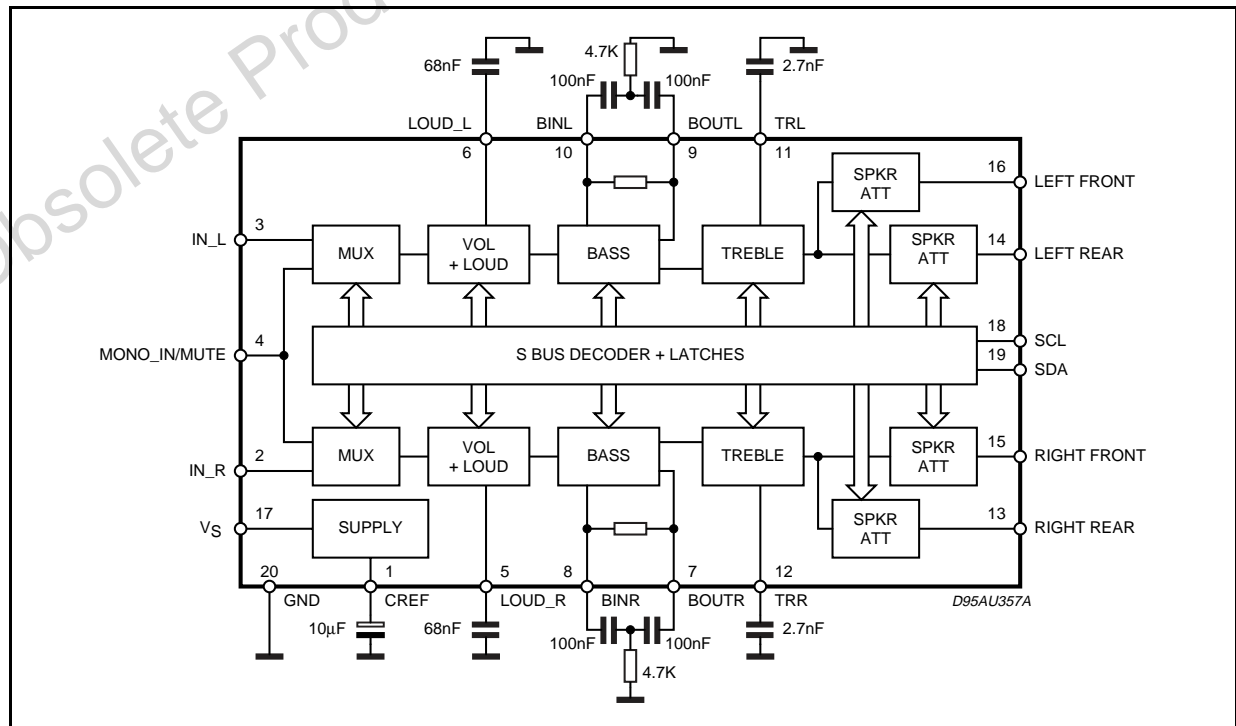 Obsolete Prod
4.7K
68nF
100nF
100nF
2.7nF
LOUD_L
BINL
BOUTL
TRL
6
10
9
11
16
LEFT FRONT
SPKR
ATT
3
IN_L
MUX
VOL
+ LOUD
BASS
TREBLE
SPKR
ATT
14
LEFT REAR
4
MONO_IN/MUTE
S BUS DECODER + LATCHES
18
SCL
19
SDA
2
IN_R
MUX
VOL
+ LOUD
BASS
TREBLE
SPKR
ATT
15
RIGHT FRONT
17
VS
SUPPLY
SPKR
ATT
13
RIGHT REAR
20
GND
1
CREF
5
LOUD_R
8
BINR
7
BOUTR
12
TRR
D95AU357A
10µF
68nF
100nF
100nF
2.7nF
4.7K